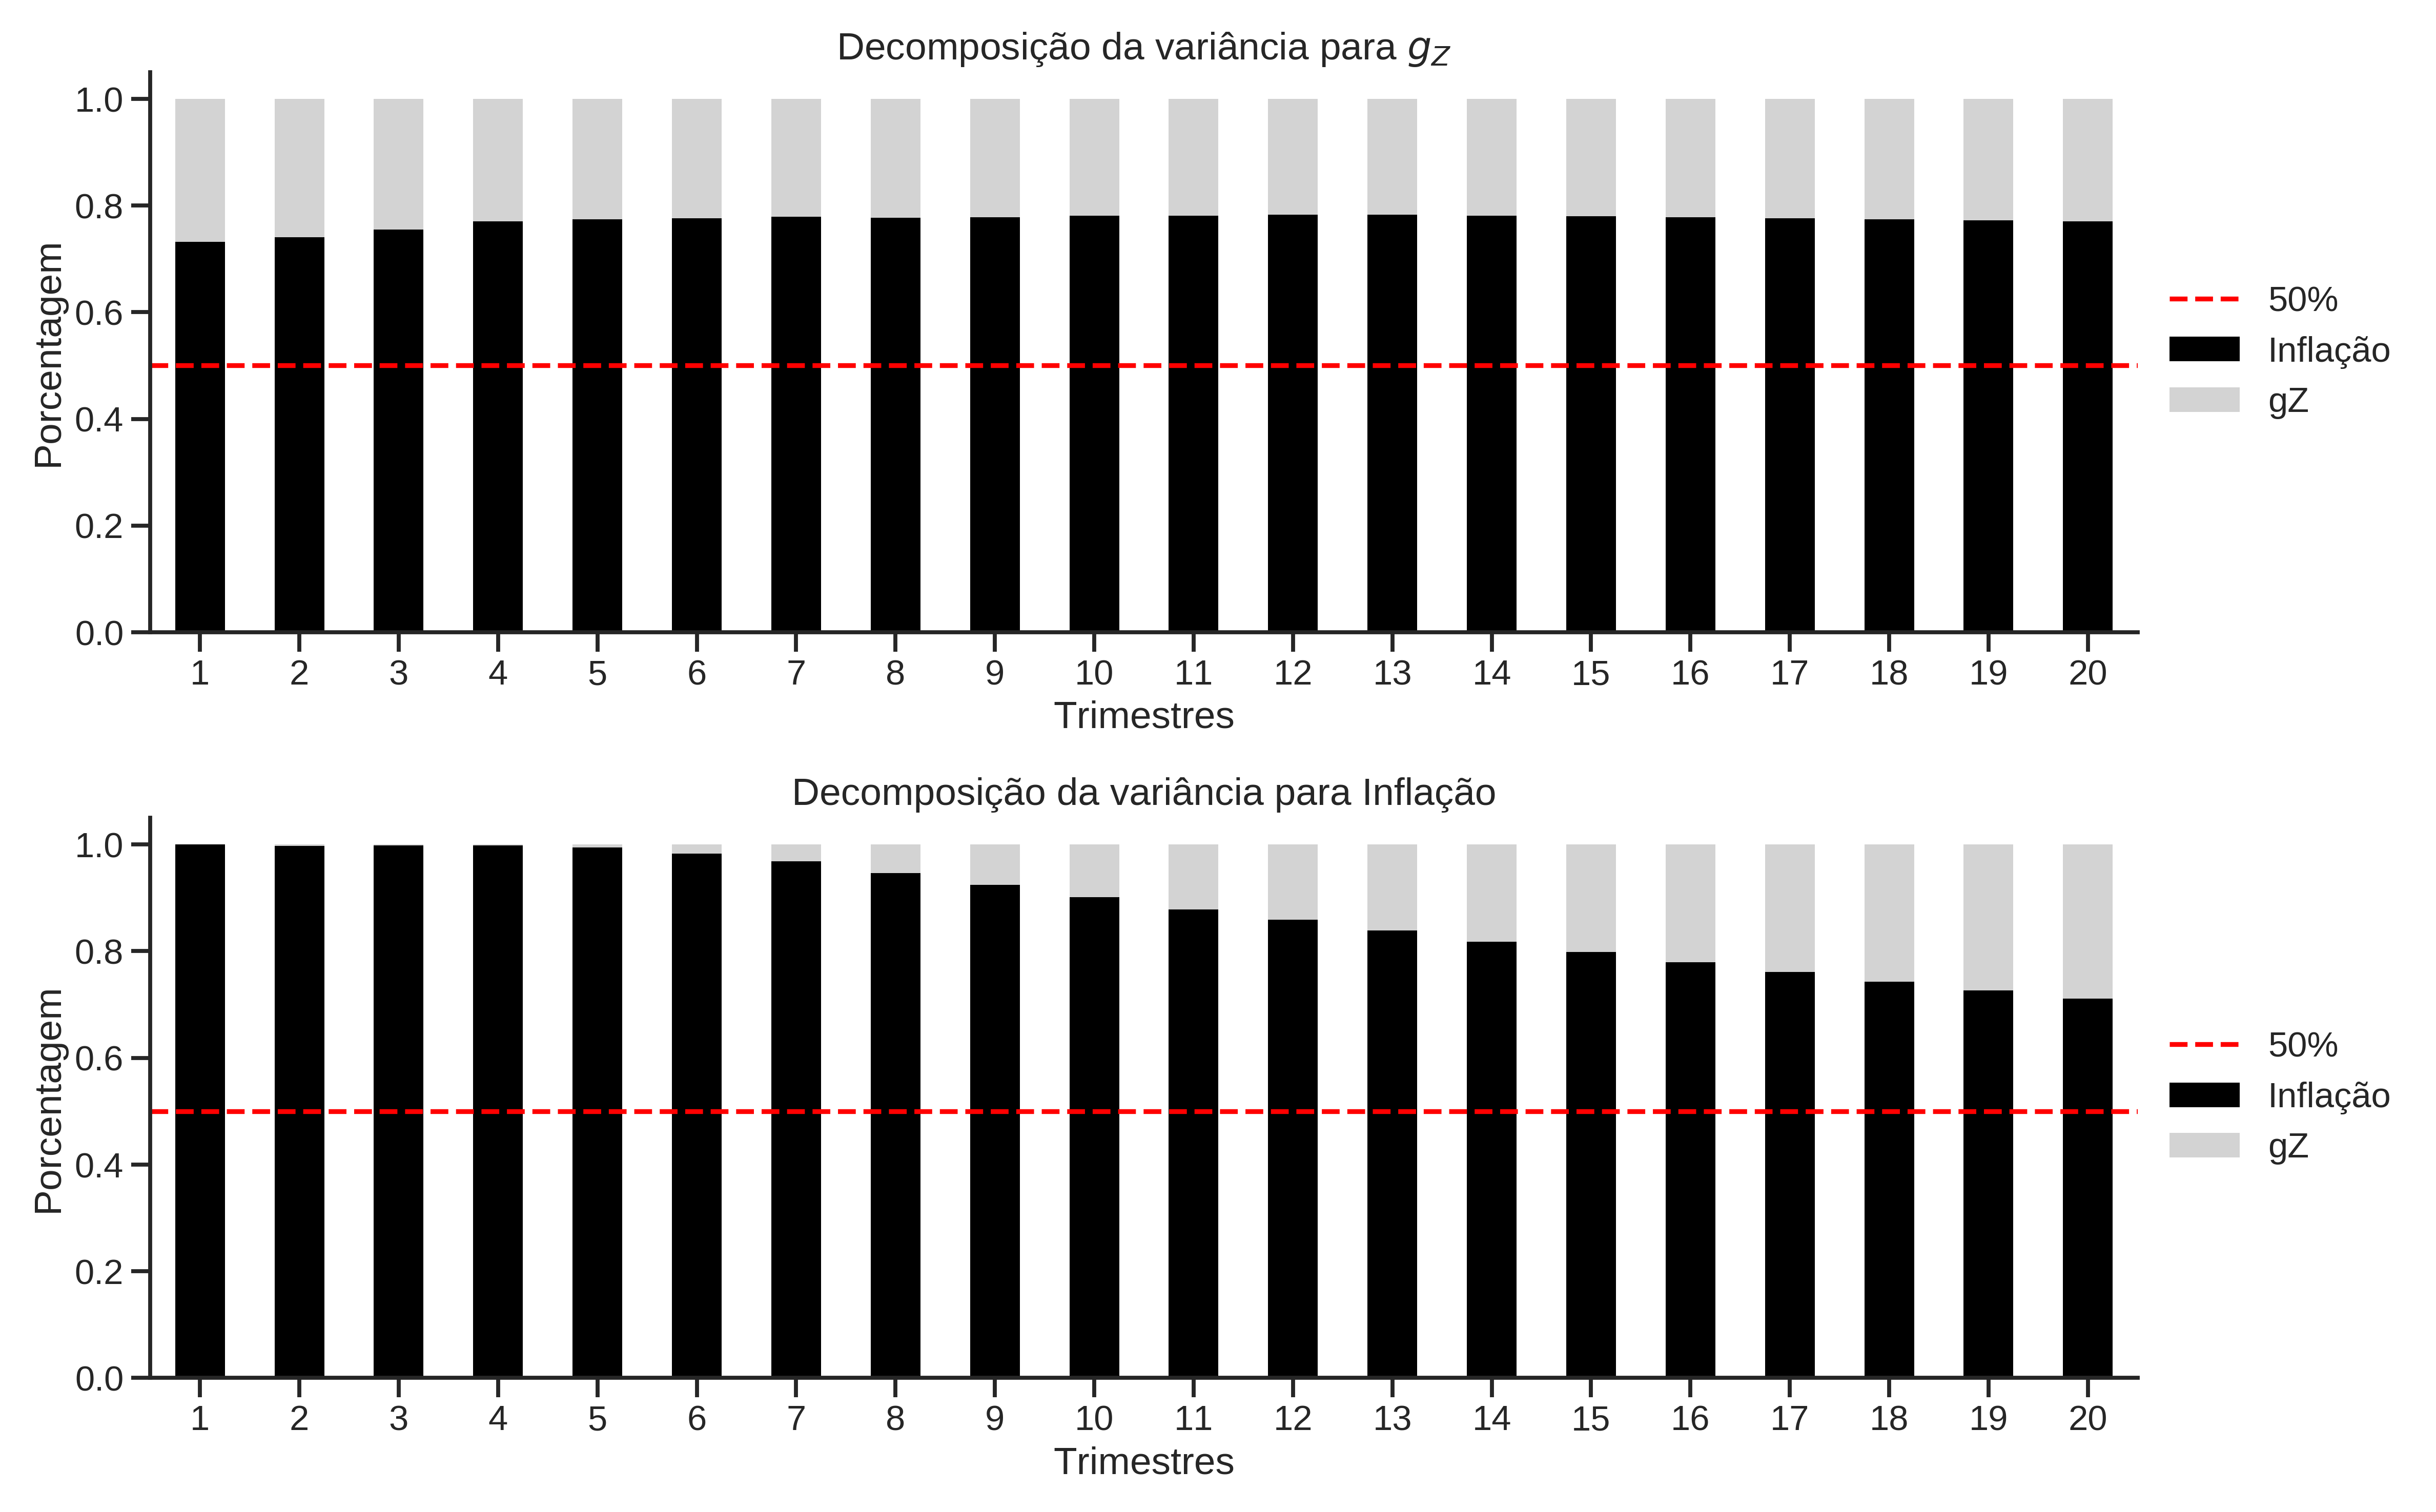 Decomposição da variância para gZ
Porcentagem
1.0
0.8
0.6
0.4
0.2
0.0
1 2 3 4 5 6 7 8 9 10 11 12 13 14 15 16 17 18 19 20
Trimestres
50%
Inflação
gZ
Decomposição da variância para Inflação
Porcentagem
1.0
0.8
0.6
0.4
0.2
0.0
1 2 3 4 5 6 7 8 9 10 11 12 13 14 15 16 17 18 19 20
Trimestres
50%
Inflação
gZ